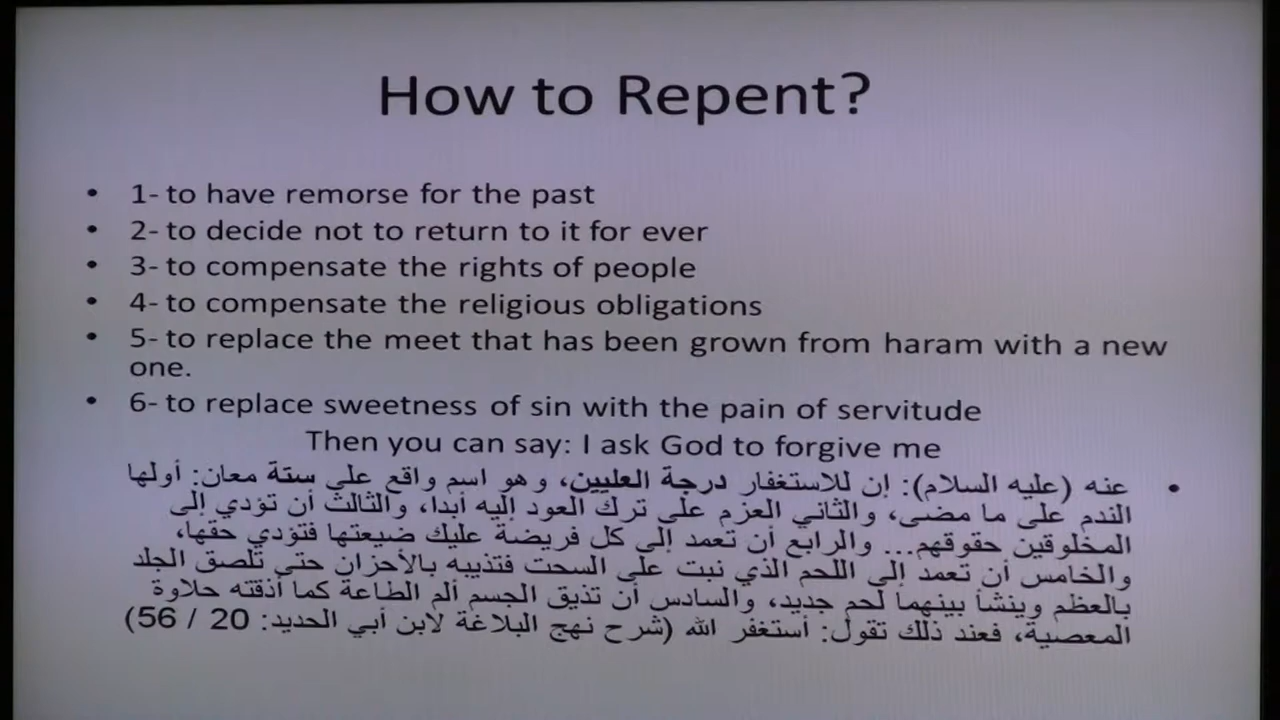 How to Repent?
• 1- to have remorse for the past
• 2- to decide not to return to it for ever
• 3- to compensate the rights of people
• 4- to compensate the religious obligations
• 5- to replace the meet that has been grown from haram with a new
one.
• 6- to replace sweetness of sin with the pain of servitude
Then you can say: I ask God to forgive me
• عنه (عليه السلام): إن للاستغفار درجة العليين، وهو اسم واقع على ستة معان: أولها
الندم على ما مضى، والثاني العزم على ترك العود إليه أبدا، والثالث أن تؤدي إلى
المخلوقين حقوقهم... والرابع أن تعمد إلى كل فريضة عليك ضيعتها فتؤدي حقها،
والخامس أن تعمد إلى اللحم الذي نبت على السحت فتذيبه بالأحزان حتى تلصق الجلد
بالعظم وينشأ بينهما لحم جديد، والسادس أن تذيق الجسم ألم الطاعة كما أذقته حلاوة
المعصية، فعند ذلك تقول: أستغفر الله (شرح نهج البلاغة لابن أبي الحديد: 20 / 56)